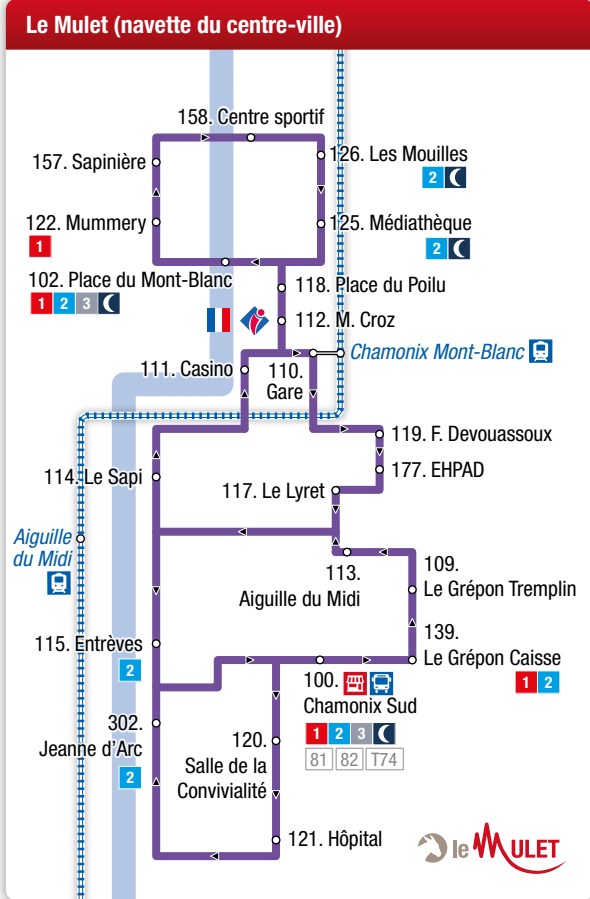 Le Mulet (navette du centre-ville)
158. Centre sportif
157. Sapinière
126. Les Mouilles
2
122. Mummery
1
125. Médiathèque
2
102. Place du Mont-Blanc
1 2 3
118. Place du Poilu
112. M. Croz
Chamonix Mont-Blanc
111. Casino
110.
Gare
119. F. Devouassoux
177. EHPAD
114. Le Sapi
117. Le Lyret
Aiguille
du Midi
113.
Aiguille du Midi
109.
Le Grépon Tremplin
115. Entrèves
2
139.
Le Grépon Caisse
1 2
100.
Chamonix Sud
1 2 3
81 82 T74
302.
Jeanne d'Arc
2
120.
Salle de la
Convivialité
121. Hôpital
le MULET